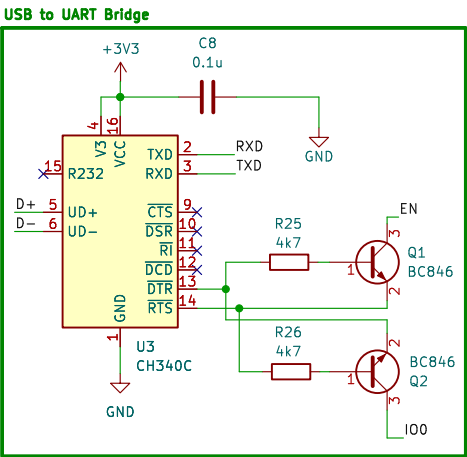 USB to UART Bridge
+3V3
C8
0.1u
GND
4
16
V3
VCC
15
R232
TXD
2
RXD
RXD
3
TXD
D+
5
UD+
D-
6
UD-
CTS
9
DSR
10
RI
11
DCD
12
DTR
13
RTS
14
GND
1
U3
CH340C
GND
R25
4k7
EN
3
1
Q1
BC846
2
R26
4k7
2
1
BC846
Q2
3
IO0